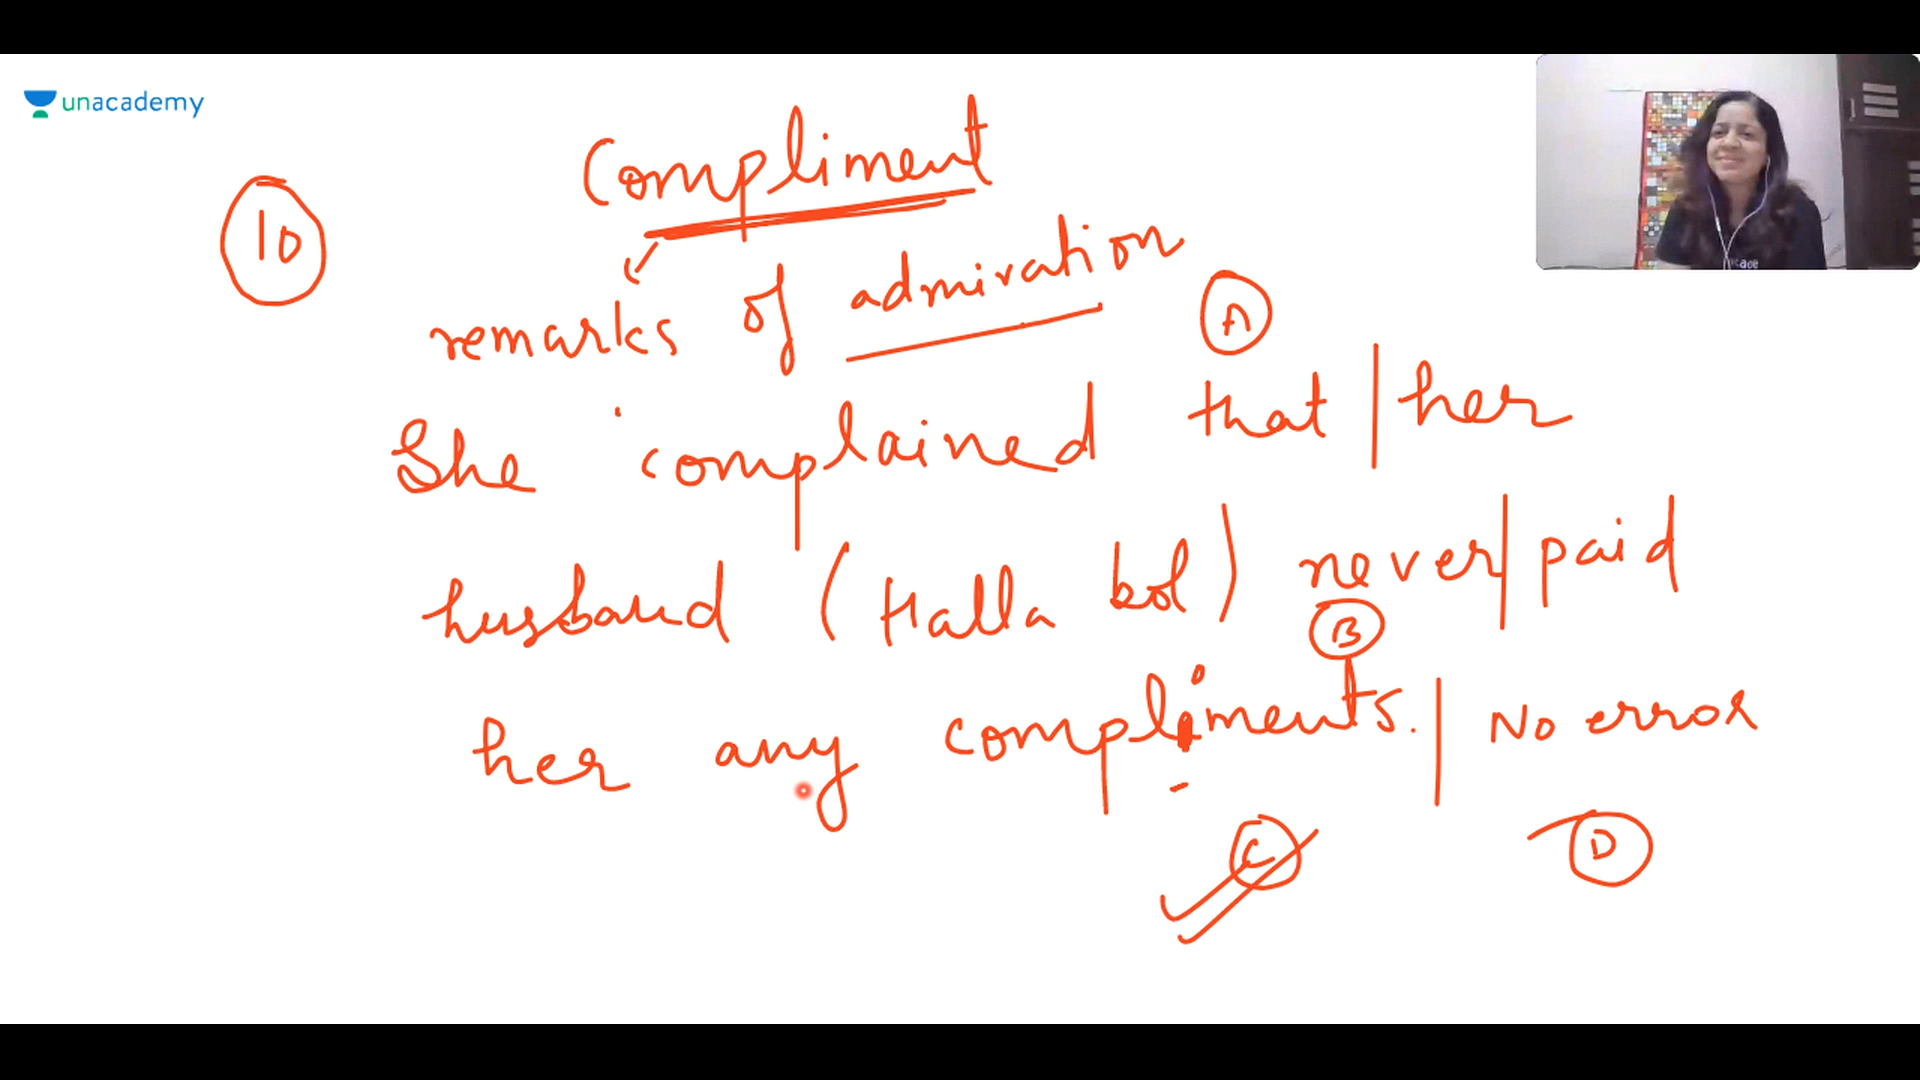 unacademy
10
Compliment
remarks of admiration
A
She complained that | her
husband (Halla bol) never | paid
B
her any compliments. | No error
C
D